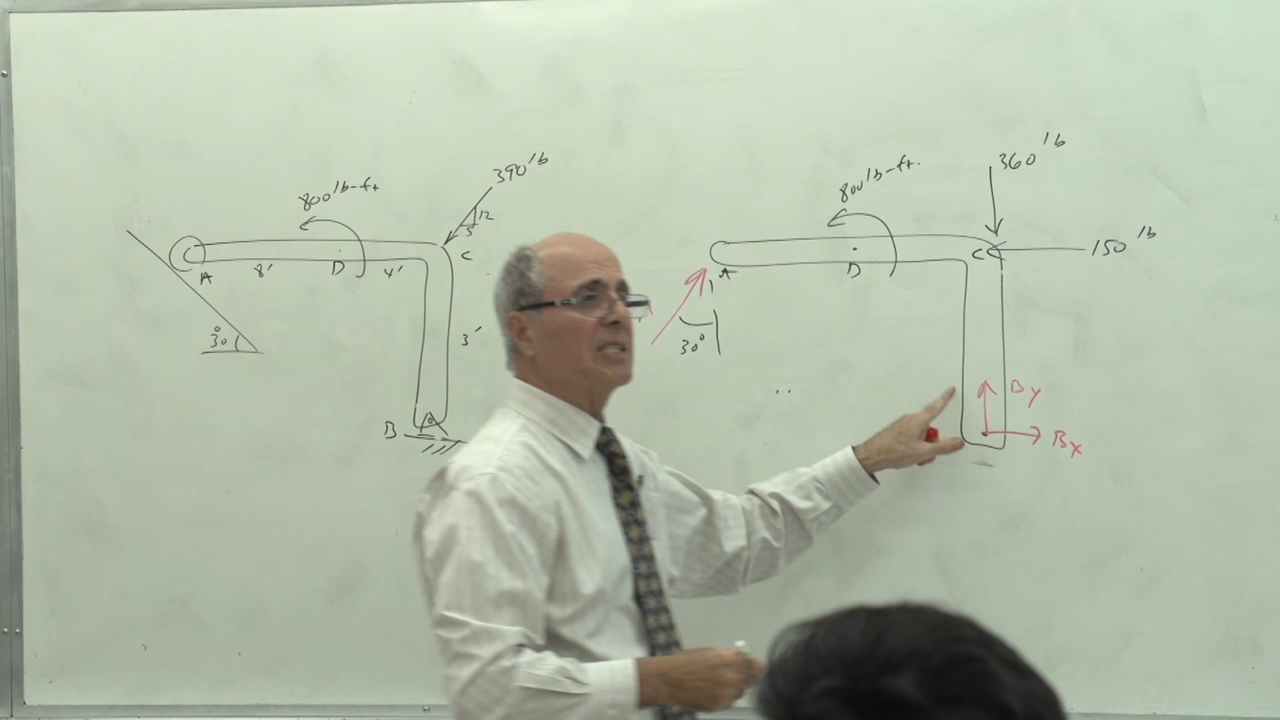 390 lb
12
5
800 lb-ft
C
A
8'
D
4'
3'
30°
B
360 lb
800 lb-ft.
150 lb
C
A
D
30°
By
Bx